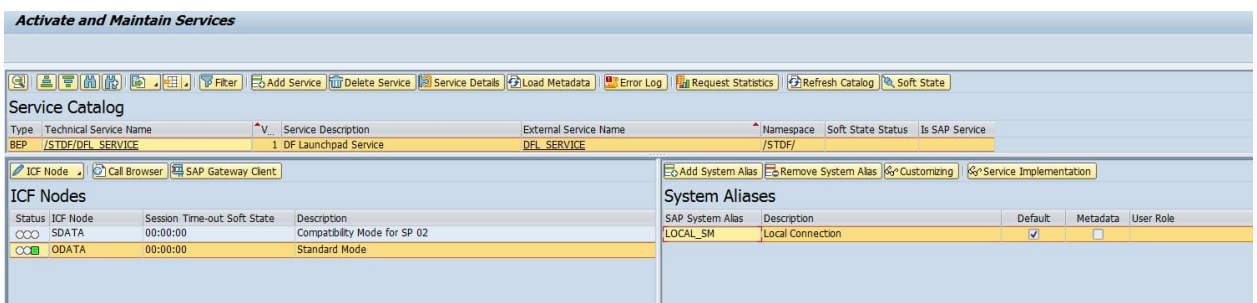 Activate and Maintain Services
Filter Add Service Delete Service Service Details Load Metadata Error Log Request Statistics Refresh Catalog Soft State
Service Catalog
Type Technical Service Name V... Service Description External Service Name Namespace Soft State Status Is SAP Service
BEP /STDF/DFL_SERVICE 1 DF Launchpad Service DFL_SERVICE /STDF/
ICF Node Call Browser SAP Gateway Client
ICF Nodes
Status ICF Node Session Time-out Soft State Description
SDATA 00:00:00 Compatibility Mode for SP 02
ODATA 00:00:00 Standard Mode
Add System Alias Remove System Alias Customizing Service Implementation
System Aliases
SAP System Alias Description Default Metadata User Role
LOCAL_SM Local Connection